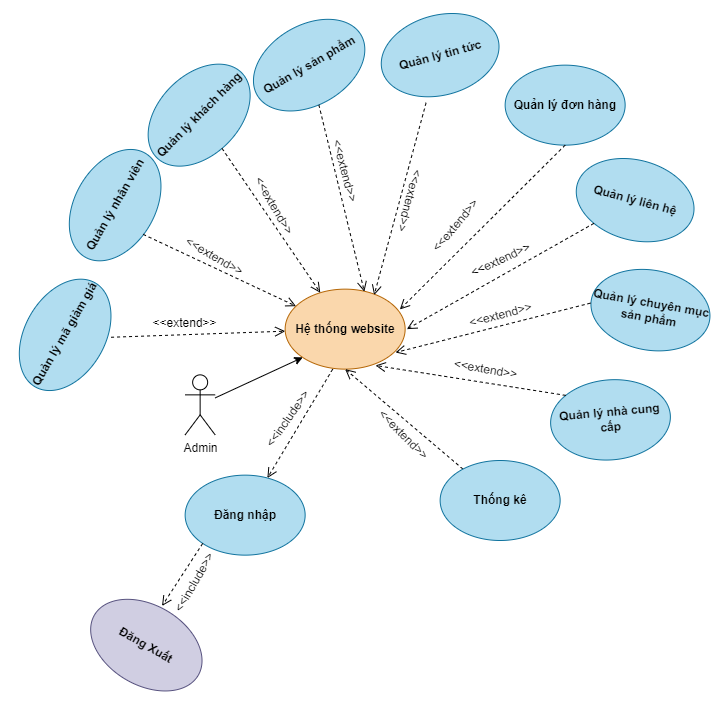 Quản lý sản phẩm
Quản lý tin tức
Quản lý khách hàng
Quản lý đơn hàng
Quản lý nhân viên
Quản lý liên hệ
Quản lý mã giảm giá
Quản lý chuyên mục
sản phẩm
Quản lý nhà cung
cấp
Thống kê
Hệ thống website
Admin
Đăng nhập
Đăng Xuất
<<extend>>
<<extend>>
<<extend>>
<<extend>>
<<extend>>
<<extend>>
<<extend>>
<<extend>>
<<extend>>
<<extend>>
<<include>>
<<include>>